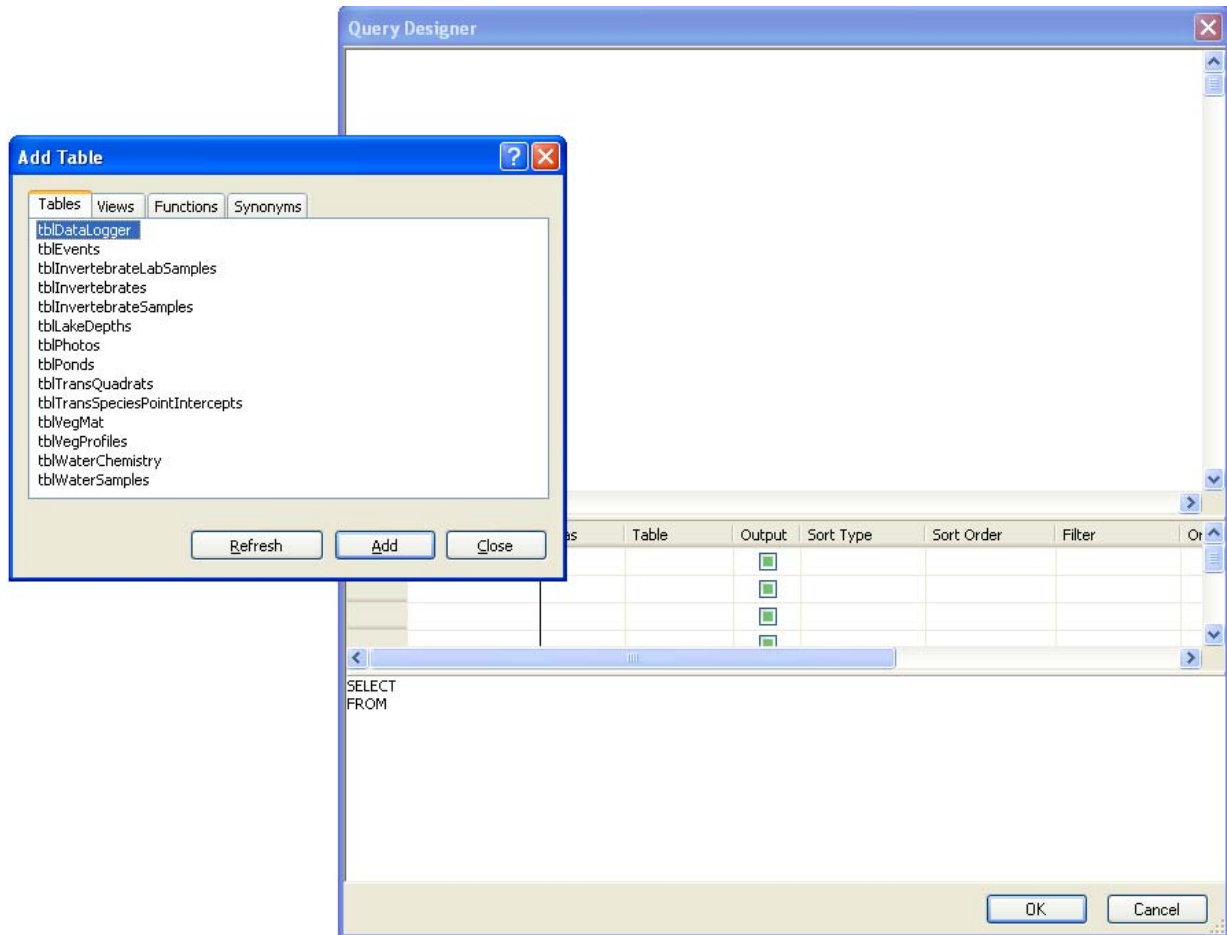 Query Designer
Add Table
Tables Views Functions Synonyms
tblDataLogger
tblEvents
tblInvertebrateLabSamples
tblInvertebrates
tblInvertebrateSamples
tblLakeDepths
tblPhotos
tblPonds
tblTransQuadrats
tblTransSpeciesPointIntercepts
tblVegMat
tblVegProfiles
tblWaterChemistry
tblWaterSamples
Refresh Add Close
Table Output Sort Type Sort Order Filter
SELECT
FROM
OK Cancel